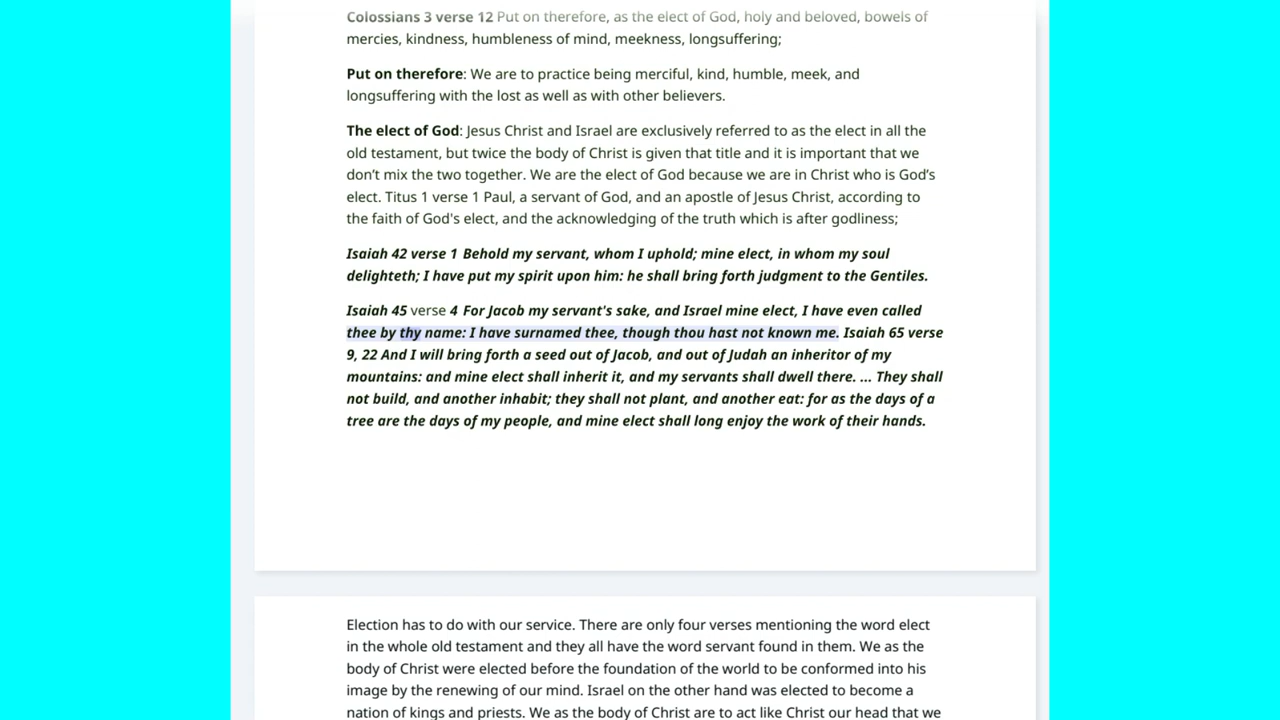 Colossians 3 verse 12 Put on therefore, as the elect of God, holy and beloved, bowels of
mercies, kindness, humbleness of mind, meekness, longsuffering;
Put on therefore: We are to practice being merciful, kind, humble, meek, and
longsuffering with the lost as well as with other believers.
The elect of God: Jesus Christ and Israel are exclusively referred to as the elect in all the
old testament, but twice the body of Christ is given that title and it is important that we
don’t mix the two together. We are the elect of God because we are in Christ who is God’s
elect. Titus 1 verse 1 Paul, a servant of God, and an apostle of Jesus Christ, according to
the faith of God's elect, and the acknowledging of the truth which is after godliness;
Isaiah 42 verse 1 Behold my servant, whom I uphold; mine elect, in whom my soul
delighteth; I have put my spirit upon him: he shall bring forth judgment to the Gentiles.
Isaiah 45 verse 4 For Jacob my servant's sake, and Israel mine elect, I have even called
thee by thy name: I have surnamed thee, though thou hast not known me. Isaiah 65 verse
9, 22 And I will bring forth a seed out of Jacob, and out of Judah an inheritor of my
mountains: and mine elect shall inherit it, and my servants shall dwell there. ... They shall
not build, and another inhabit; they shall not plant, and another eat: for as the days of a
tree are the days of my people, and mine elect shall long enjoy the work of their hands.
Election has to do with our service. There are only four verses mentioning the word elect
in the whole old testament and they all have the word servant found in them. We as the
body of Christ were elected before the foundation of the world to be conformed into his
image by the renewing of our mind. Israel on the other hand was elected to become a
nation of kings and priests. We as the body of Christ are to act like Christ our head that we